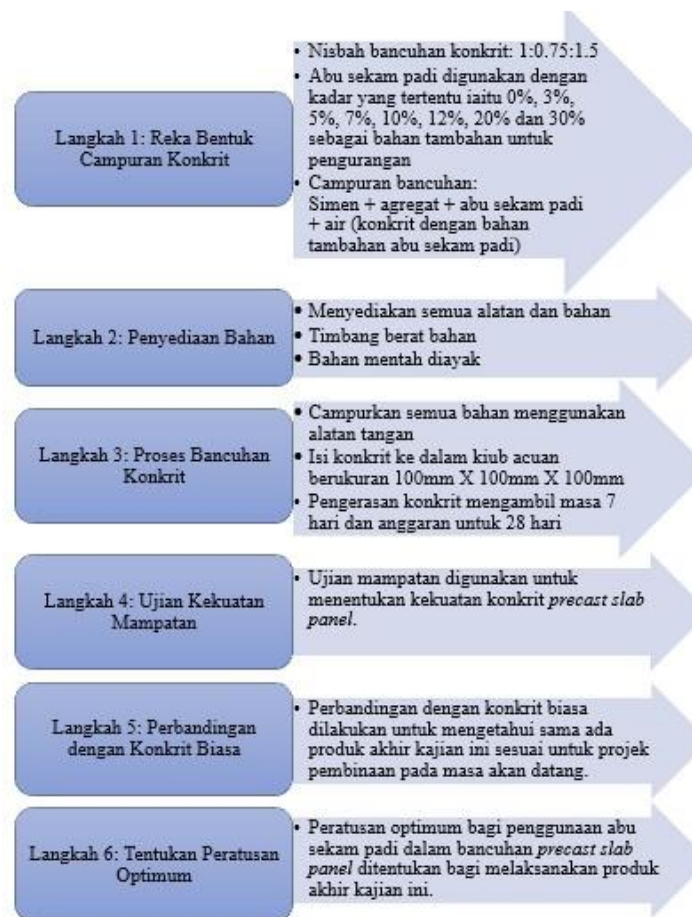 Langkah 1: Reka Bentuk
Campuran Konkrit
• Nisbah bancuhan konkrit: 1:0.75:1.5
• Abu sekam padi digunakan dengan
kadar yang tertentu iaitu 0%, 3%,
5%, 7%, 10%, 12%, 20% dan 30%
sebagai bahan tambahan untuk
pengurangan
• Campuran bancuhan:
Simen + agregat + abu sekam padi
+ air (konkrit dengan bahan
tambahan abu sekam padi)
Langkah 2: Penyediaan Bahan
• Menyediakan semua alatan dan bahan
• Timbang berat bahan
• Bahan mentah diayak
Langkah 3: Proses Bancuhan
Konkrit
• Campurkan semua bahan menggunakan
alatan tangan
• Isi konkrit ke dalam kiub acuan
berukuran 100mm X 100mm X 100mm
• Pengerasan konkrit mengambil masa 7
hari dan anggaran untuk 28 hari
Langkah 4: Ujian Kekuatan
Mampatan
• Ujian mampatan digunakan untuk
menentukan kekuatan konkrit precast slab
panel.
Langkah 5: Perbandingan
dengan Konkrit Biasa
• Perbandingan dengan konkrit biasa
dilakukan untuk mengetahui sama ada
produk akhir kajian ini sesuai untuk projek
pembinaan pada masa akan datang.
Langkah 6: Tentukan Peratusan
Optimum
• Peratusan optimum bagi penggunaan abu
sekam padi dalam bancuhan precast slab
panel ditentukan bagi melaksanakan produk
akhir kajian ini.